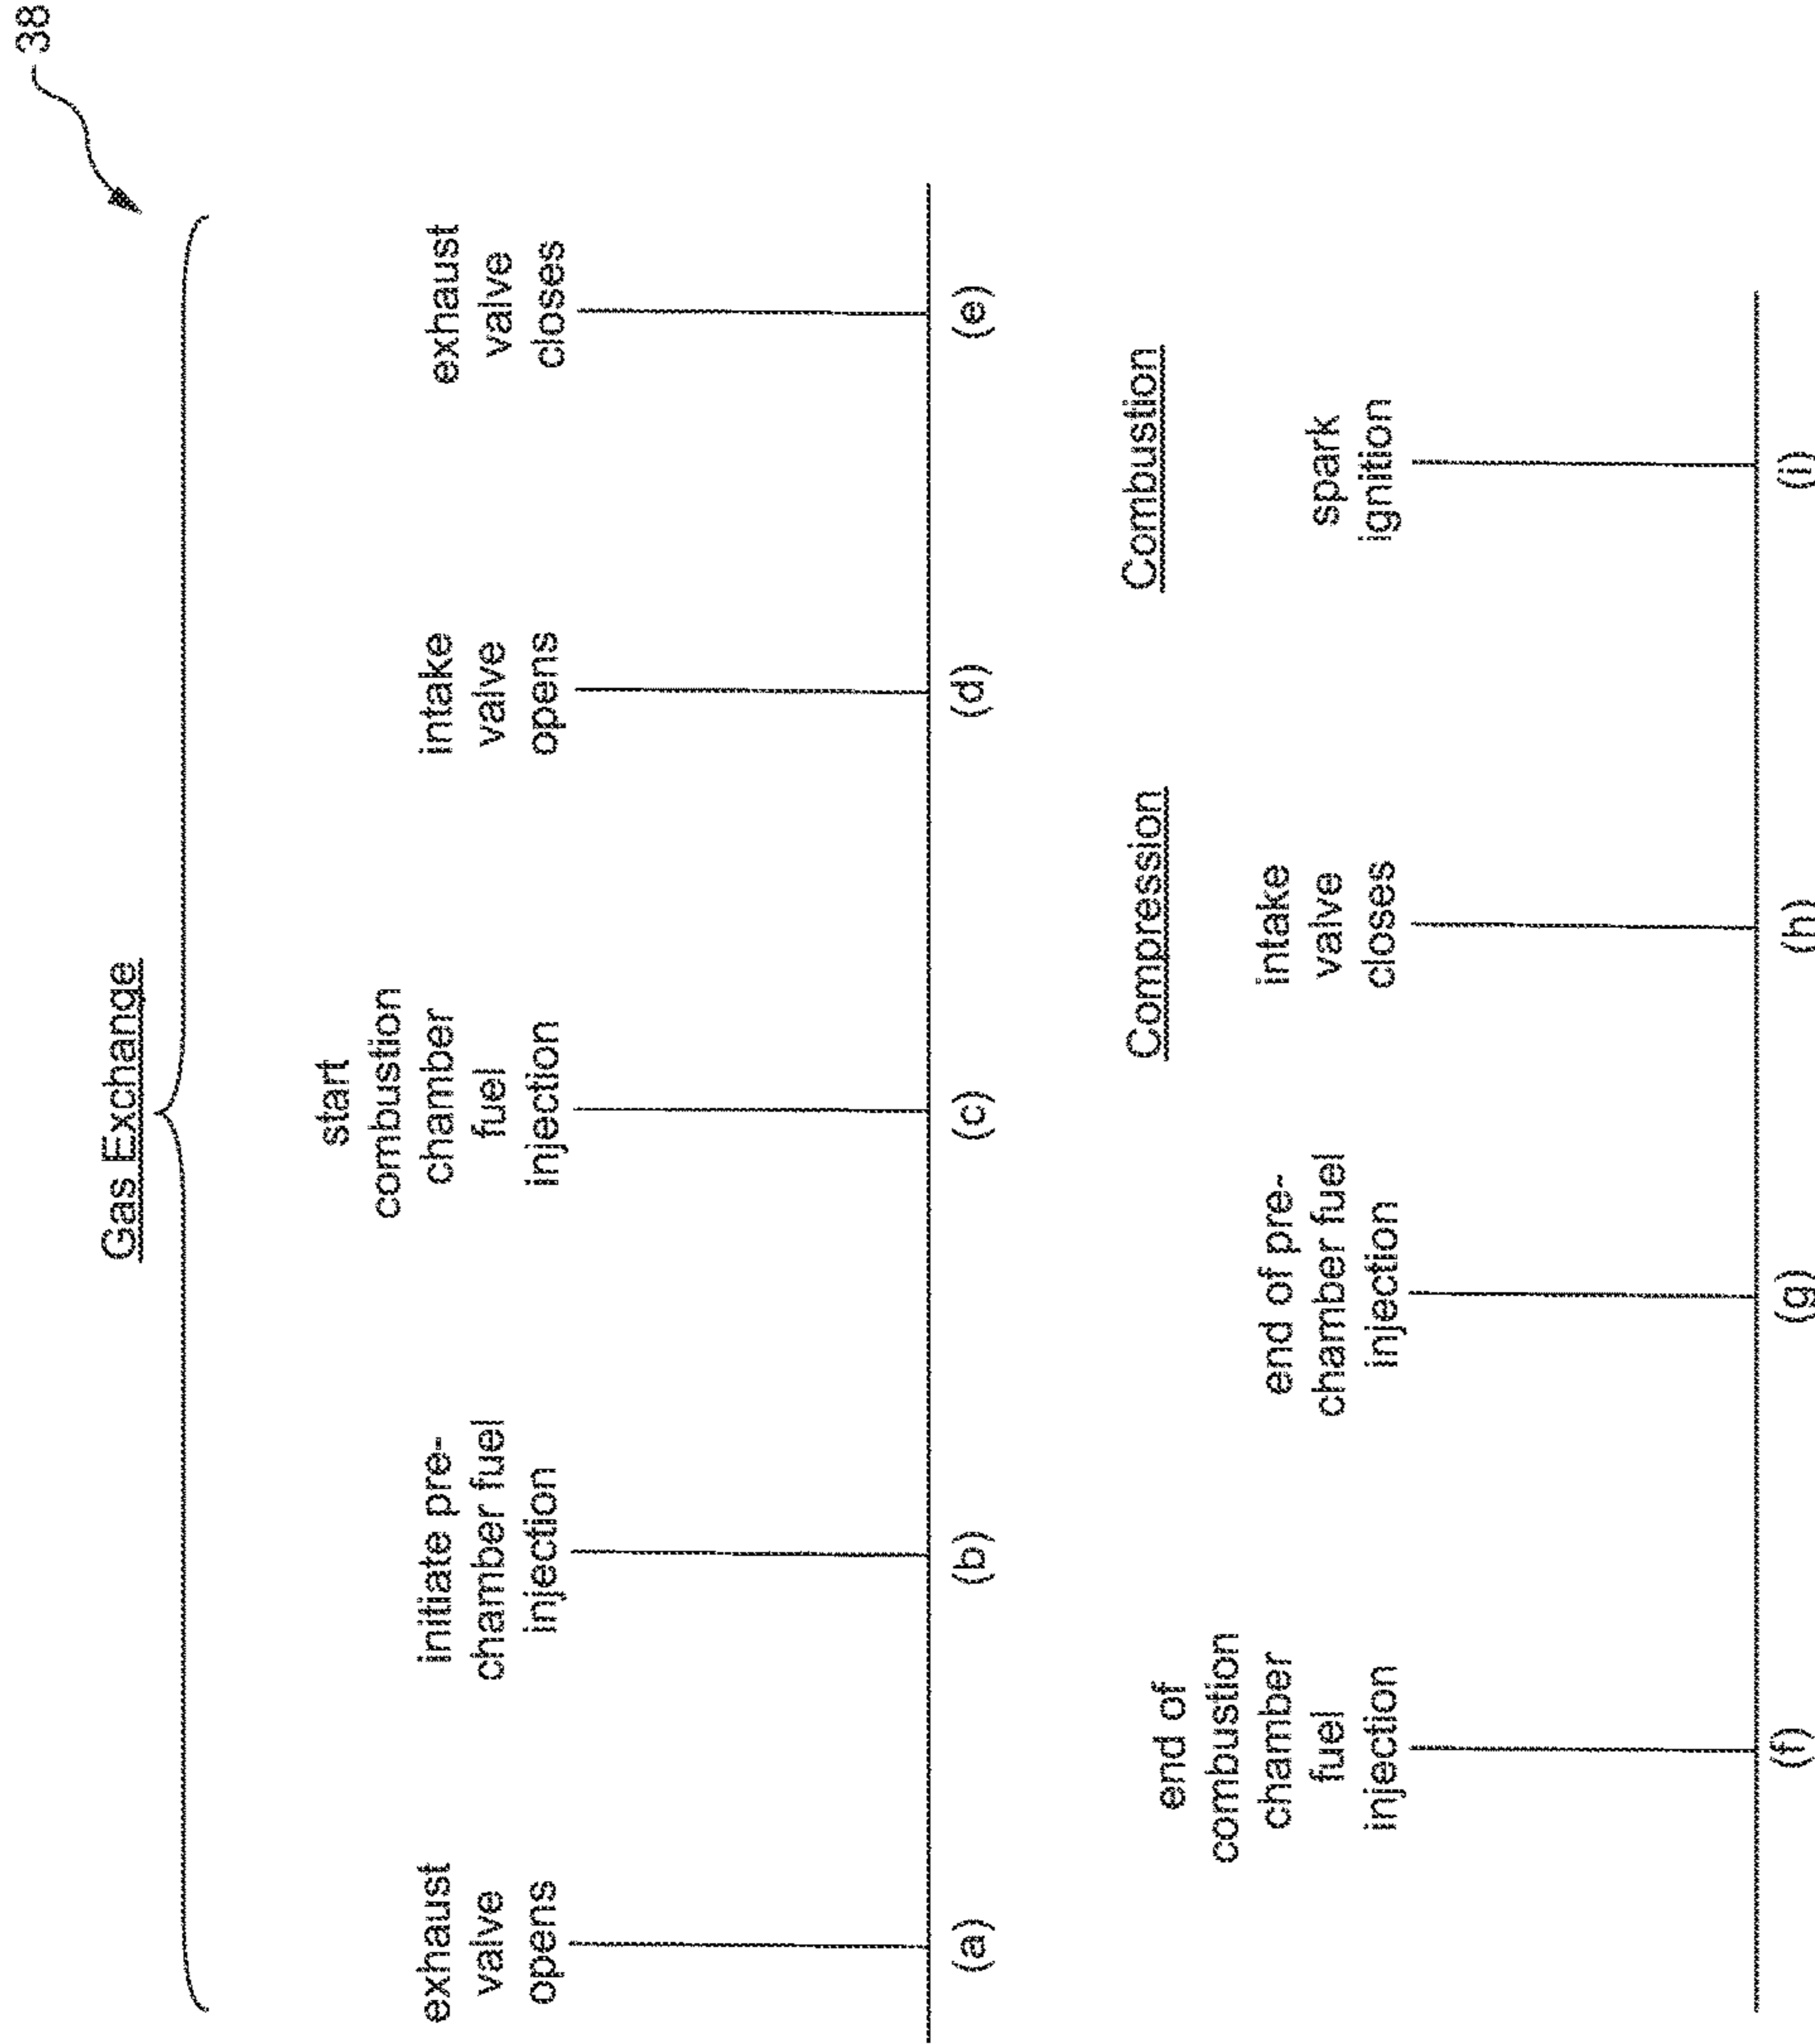 38
Gas Exchange
exhaust
valve
opens
initiate pre-
chamber fuel
injection
start
combustion
chamber
fuel
injection
intake
valve
opens
exhaust
valve
closes
(a)
(b)
(c)
(d)
(e)
Compression
Combustion
end of
combustion
chamber
fuel
injection
end of pre-
chamber fuel
injection
intake
valve
closes
spark
ignition
(f)
(g)
(h)
(i)